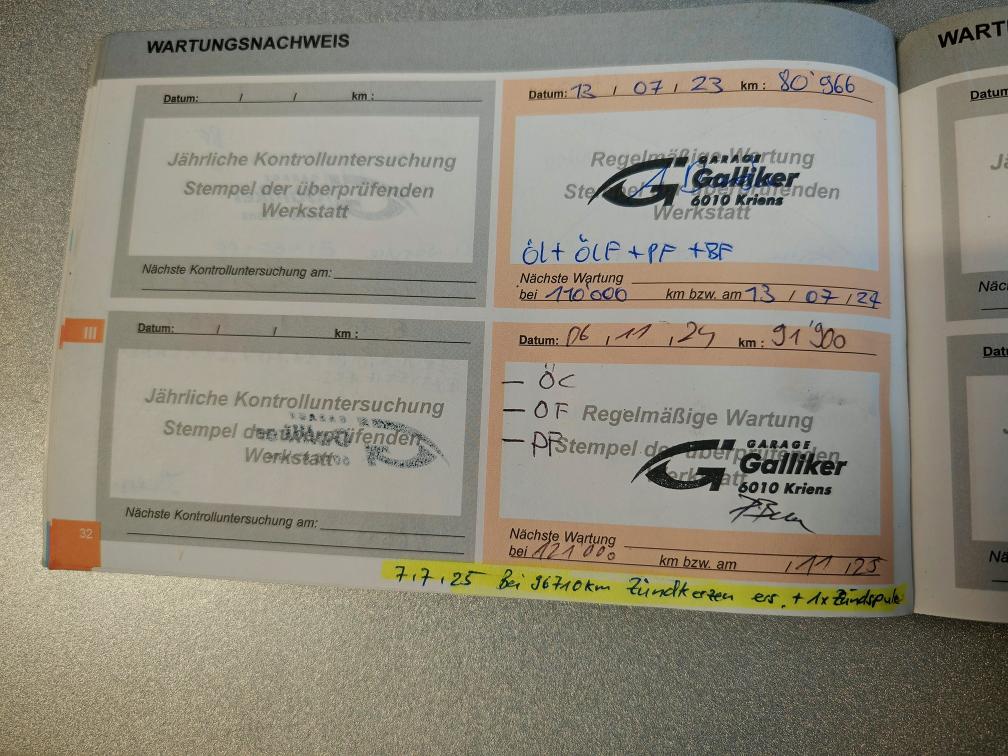 WARTUNGSNACHWEIS
Datum: / / km :
Jährliche Kontrolluntersuchung
Stempel der überprüfenden
Werkstatt
Nächste Kontrolluntersuchung am:
Datum: 13 / 07 / 23 km : 80'966
Regelmäßige Wartung
Stempel der überprüfenden
Werkstatt
GARAGE
Galliker
6010 Kriens
ÖL + ÖLF + PF + BF
Nächste Wartung
bei 110'000 km bzw. am 13 / 07 / 24
III
Datum: / / km :
Jährliche Kontrolluntersuchung
Stempel der überprüfenden
Werkstatt
Nächste Kontrolluntersuchung am:
32
Datum: 06 / 11 / 24 km : 91'900
– ÖL
– ÖF
– PF
Regelmäßige Wartung
Stempel der überprüfenden
Werkstatt
GARAGE
Galliker
6010 Kriens
Nächste Wartung
bei 121'000 km bzw. am / 11 / 25
7.7.25 Bei 96710km Zündkerzen ers. + 1x Zündspule
WART
Datum
Jä
Näch
Datu